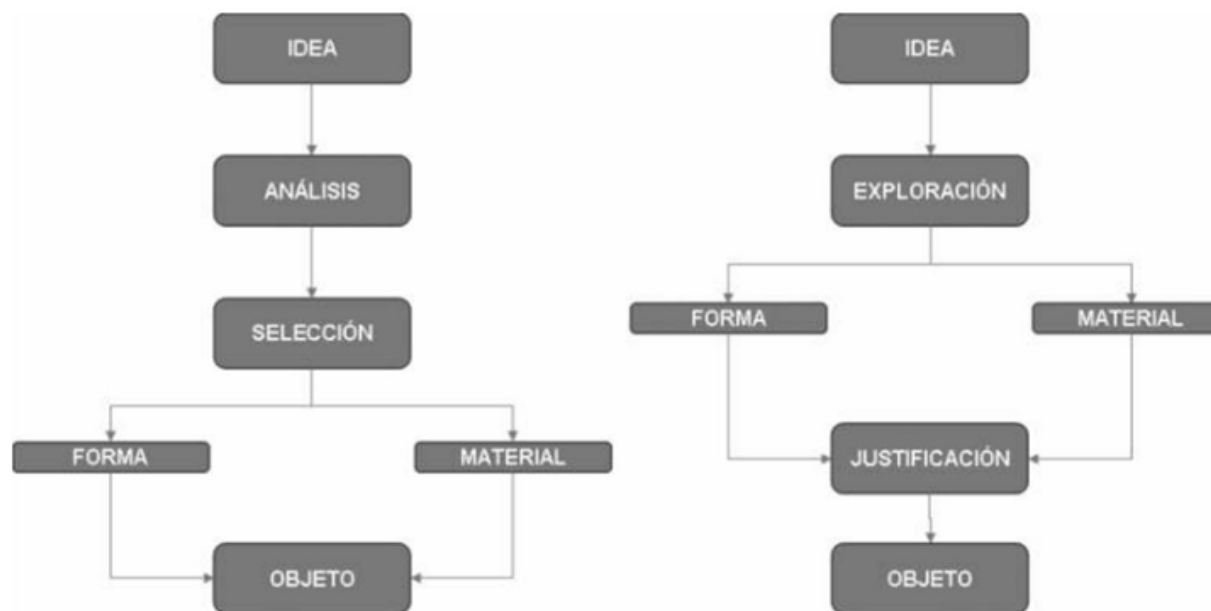 IDEA
ANÁLISIS
SELECCIÓN
FORMA
MATERIAL
OBJETO
IDEA
EXPLORACIÓN
FORMA
MATERIAL
JUSTIFICACIÓN
OBJETO